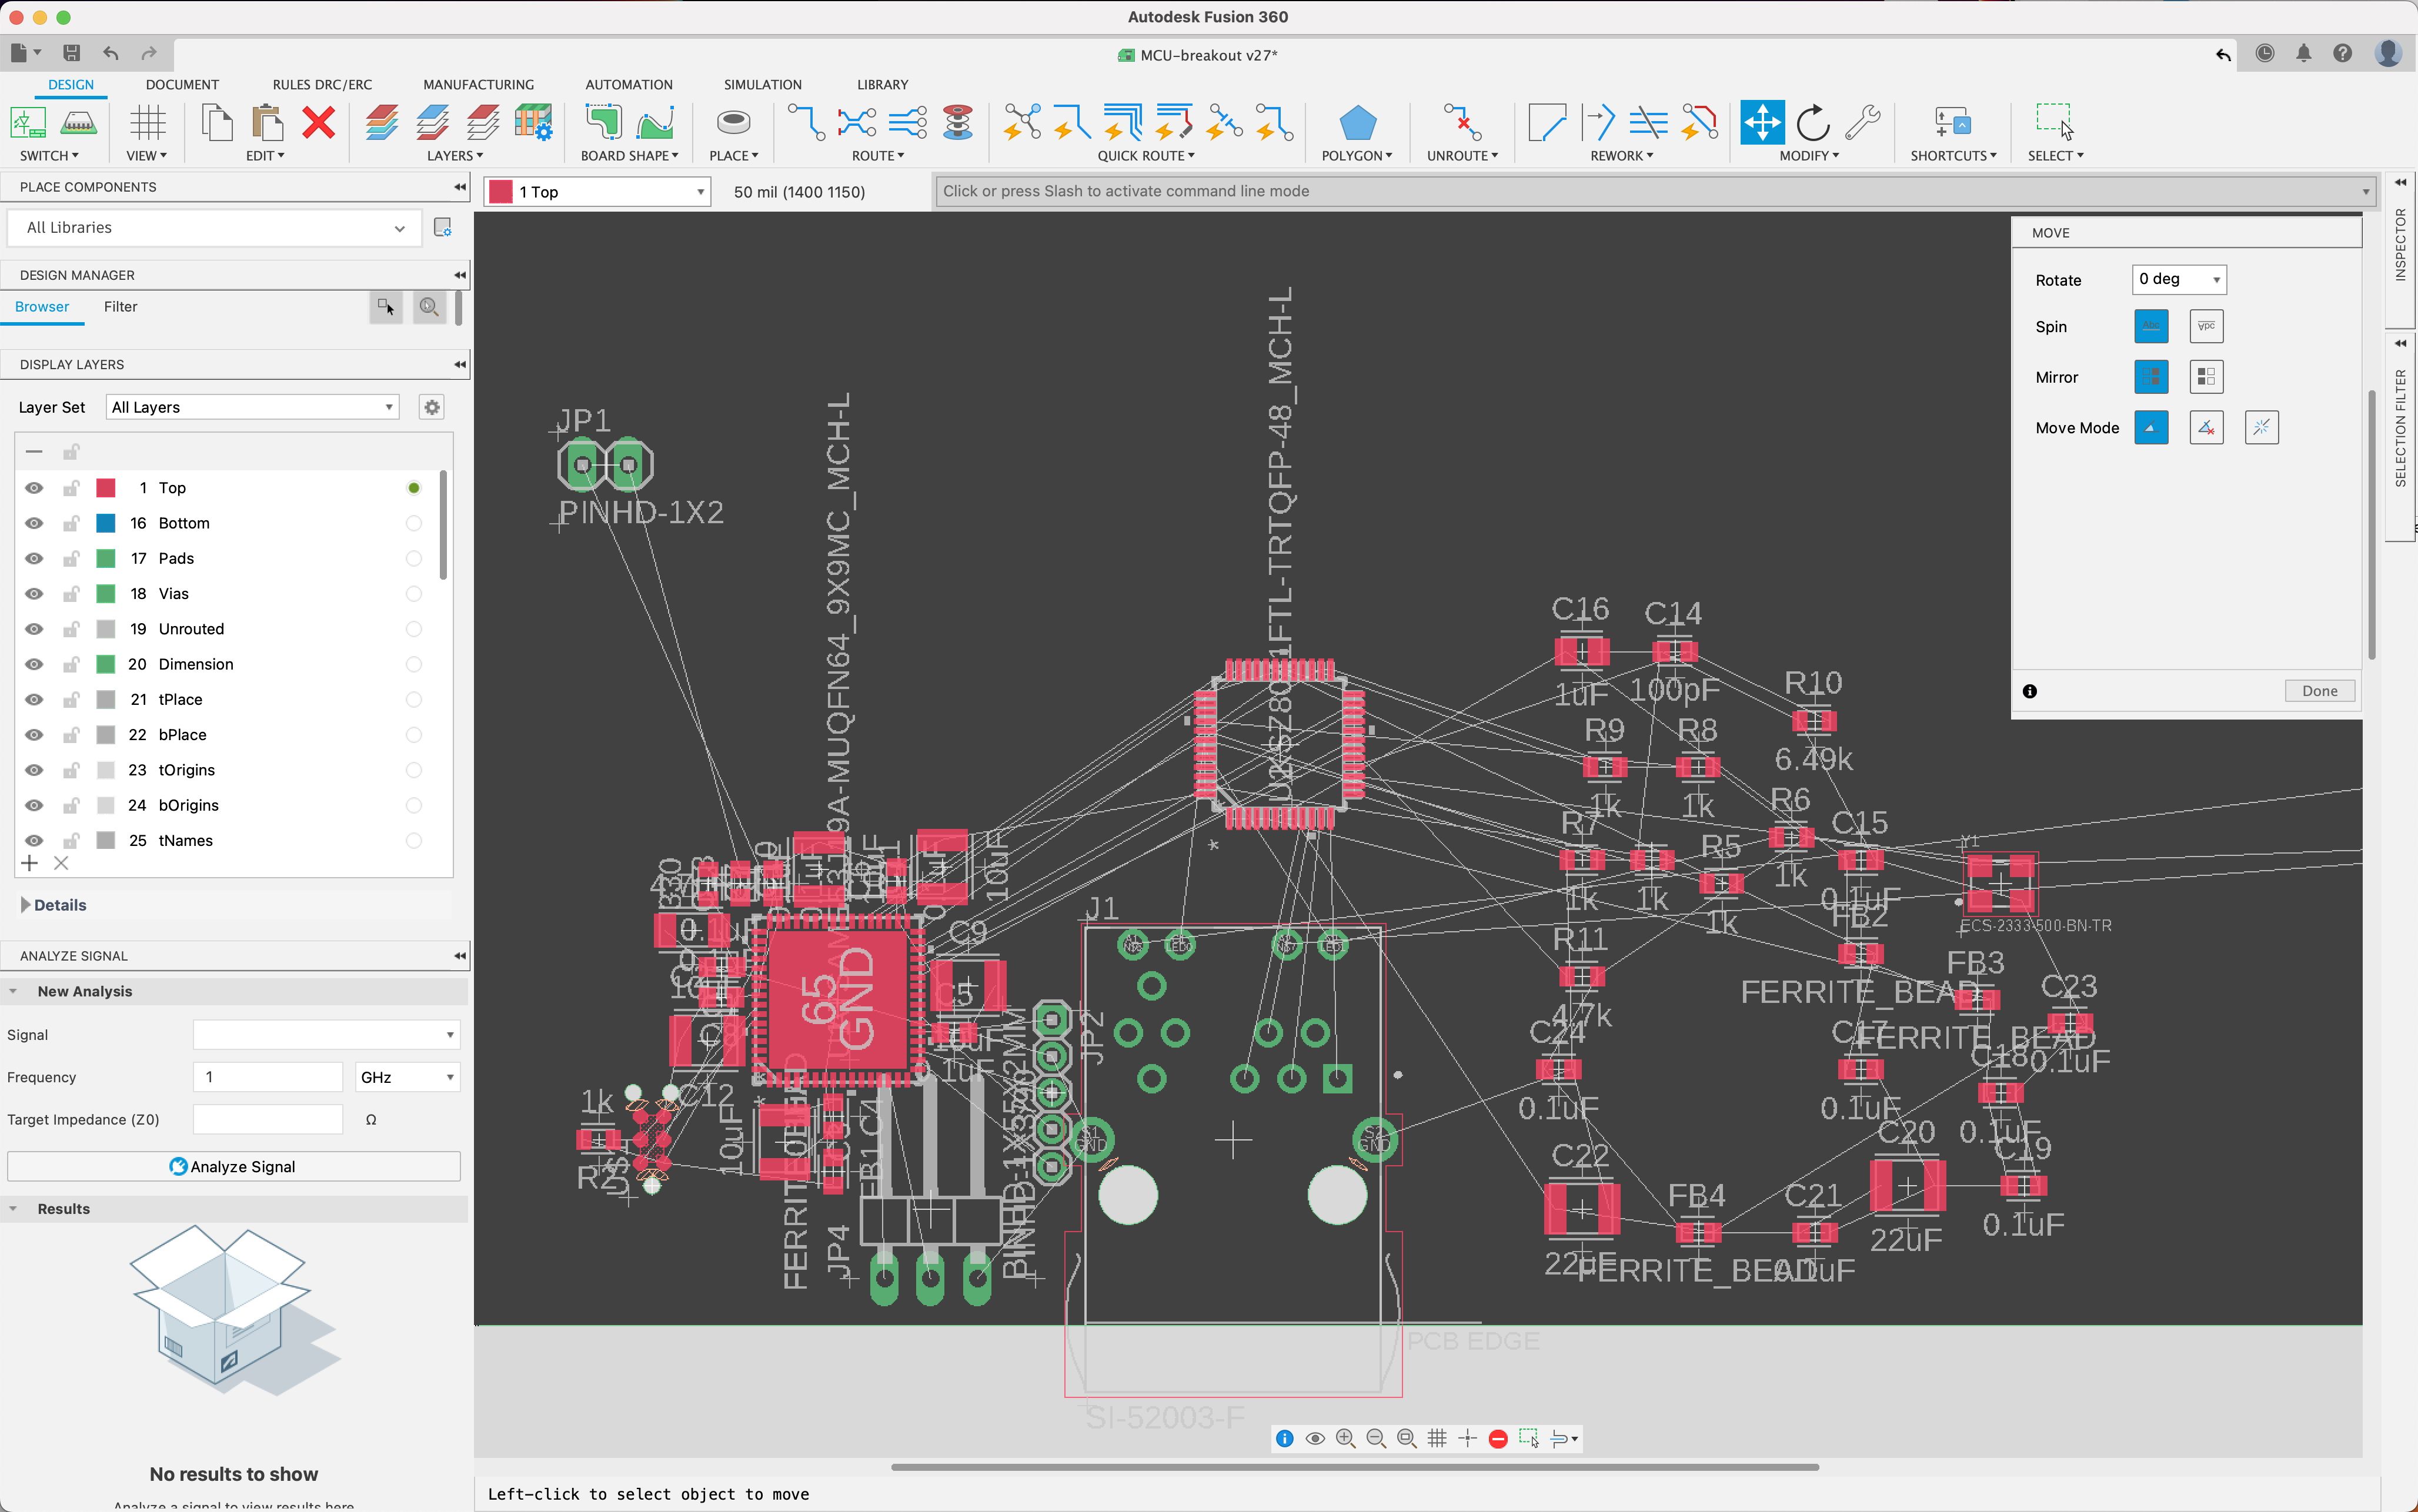 Autodesk Fusion 360
MCU-breakout v27*
DESIGN
DOCUMENT
RULES DRC/ERC
MANUFACTURING
AUTOMATION
SIMULATION
LIBRARY
SWITCH
VIEW
EDIT
LAYERS
BOARD SHAPE
PLACE
ROUTE
QUICK ROUTE
POLYGON
UNROUTE
REWORK
MODIFY
SHORTCUTS
SELECT
PLACE COMPONENTS
1 Top
50 mil (1400 1150)
Click or press Slash to activate command line mode
All Libraries
DESIGN MANAGER
Browser
Filter
DISPLAY LAYERS
Layer Set
All Layers
1 Top
16 Bottom
17 Pads
18 Vias
19 Unrouted
20 Dimension
21 tPlace
22 bPlace
23 tOrigins
24 bOrigins
25 tNames
Details
ANALYZE SIGNAL
New Analysis
Signal
Frequency
1
GHz
Target Impedance (Z0)
Ω
Analyze Signal
Results
No results to show
Analyze a signal to view results here
MOVE
Rotate
0 deg
Spin
Mirror
Move Mode
Done
INSPECTOR
SELECTION FILTER
JP1
PINHD-1X2
C16
C14
1uF
100pF
R10
6.49k
R9
R8
1k
1k
R7
R6
C15
Y1
R5
1k
1k
1k
1k
0.1uF
FB2
ECS-2333-500-BN-TR
R11
FERRITE_BEAD
FB3
4.7k
C23
C24
C17
FERRITE_BEAD
C18
0.1uF
0.1uF
0.1uF
C20
0.1uF
C19
C22
FB4
C21
22uF
FERRITE_BEAD
0.1uF
22uF
0.1uF
J1
JP2
C9
C5
10uF
1uF
65
GND
C12
1k
R2
10uF
JP4
S1
GND
S2
GND
PCB EDGE
SI-52003-F
Left-click to select object to move